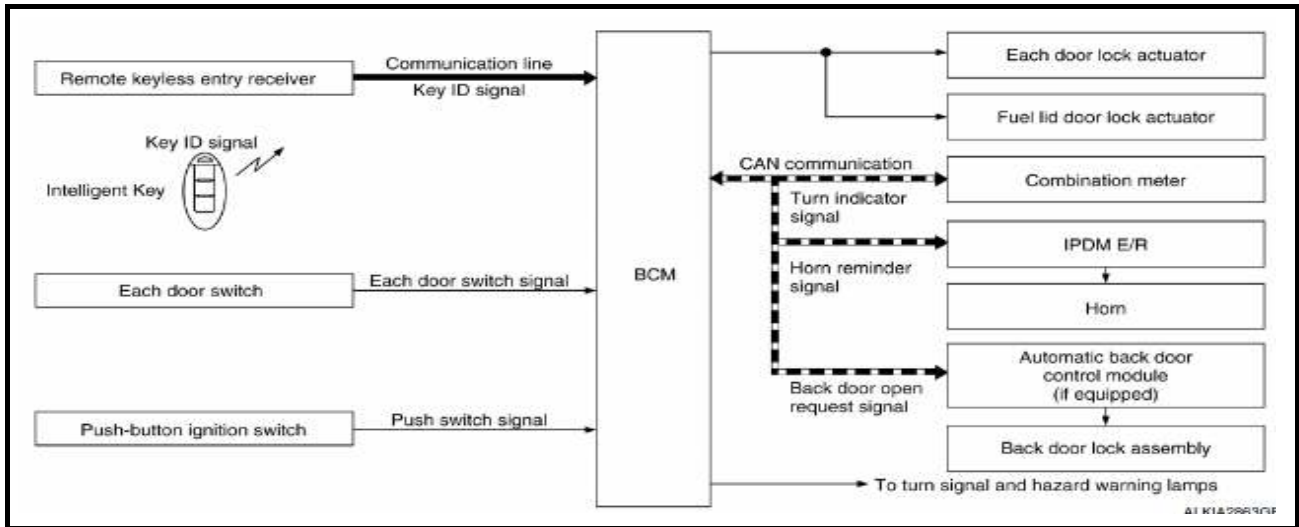 Remote keyless entry receiver
Communication line
Key ID signal
Key ID signal
Intelligent Key
Each door switch
Each door switch signal
Push-button ignition switch
Push switch signal
BCM
Each door lock actuator
Fuel lid door lock actuator
CAN communication
Combination meter
Turn indicator
signal
IPDM E/R
Horn reminder
signal
Horn
Automatic back door
control module
(if equipped)
Back door open
request signal
Back door lock assembly
To turn signal and hazard warning lamps